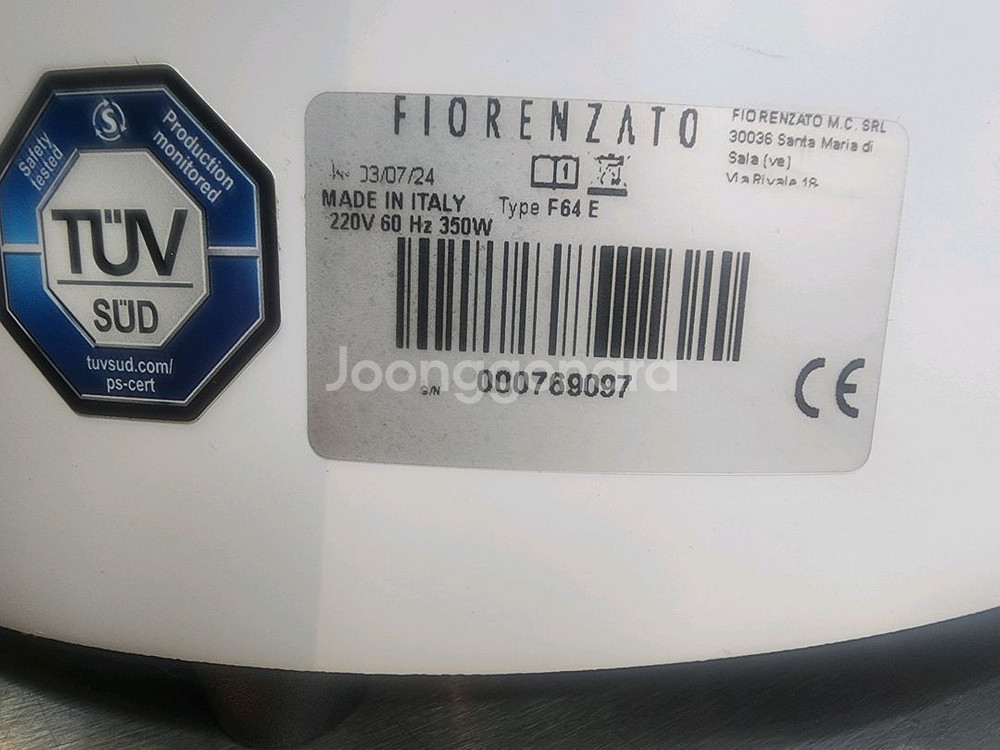 Safety tested
S
Production monitored
TÜV
SÜD
tuvsud.com/
ps-cert
FIORENZATO
FIORENZATO M.C. SRL
30036 Santa Maria di
Sala (ve)
Via Rivale 18
03/07/24
MADE IN ITALY
Type F64 E
220V 60 Hz 350W
Joonggonara
S/N 000769097
CE